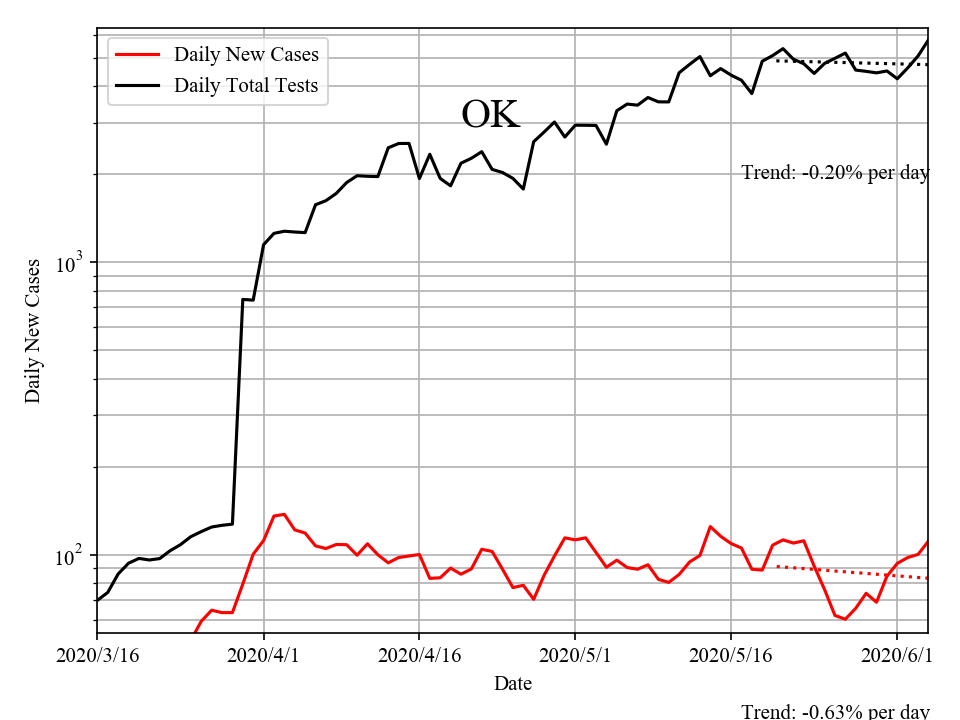 Daily New Cases
Daily Total Tests
OK
Trend: -0.20% per day
10³
10²
Daily New Cases
2020/3/16 2020/4/1 2020/4/16 2020/5/1 2020/5/16 2020/6/1
Date
Trend: -0.63% per day